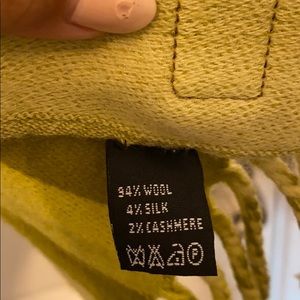 94% WOOL
4% SILK
2% CASHMERE